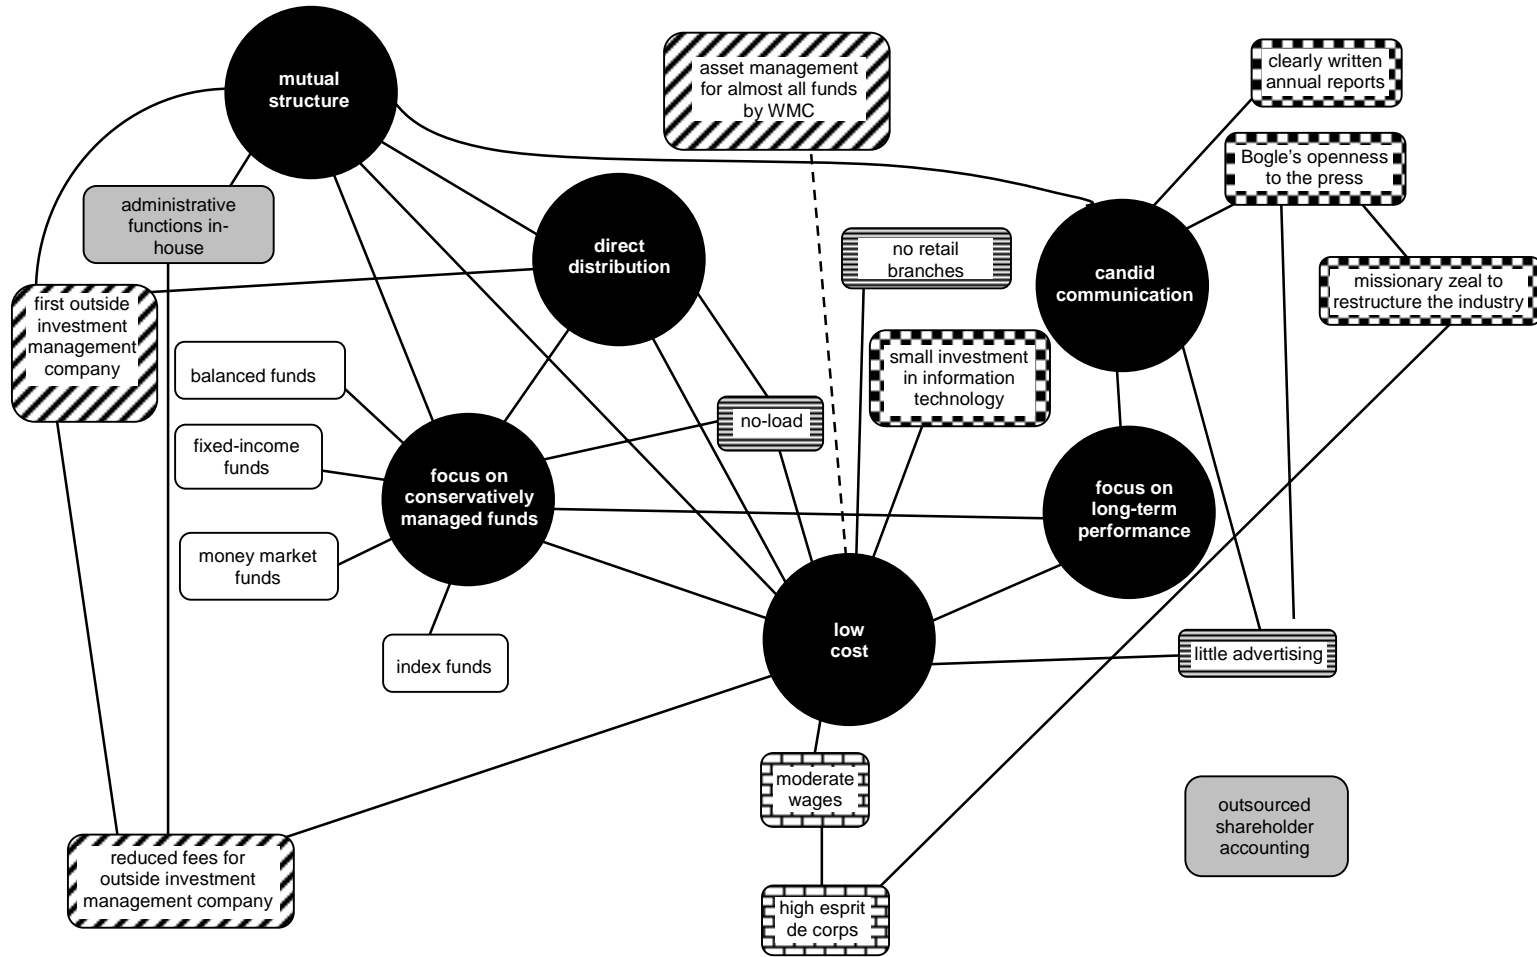 mutual
structure
asset management
for almost all funds
by WMC
clearly written
annual reports
Bogle’s openness
to the press
administrative
functions in-
house
direct
distribution
no retail
branches
candid
communication
missionary zeal to
restructure the industry
first outside
investment
management
company
balanced funds
small investment
in information
technology
no-load
fixed-income
funds
focus on
conservatively
managed funds
focus on
long-term
performance
money market
funds
index funds
low
cost
little advertising
moderate
wages
outsourced
shareholder
accounting
reduced fees for
outside investment
management company
high esprit
de corps